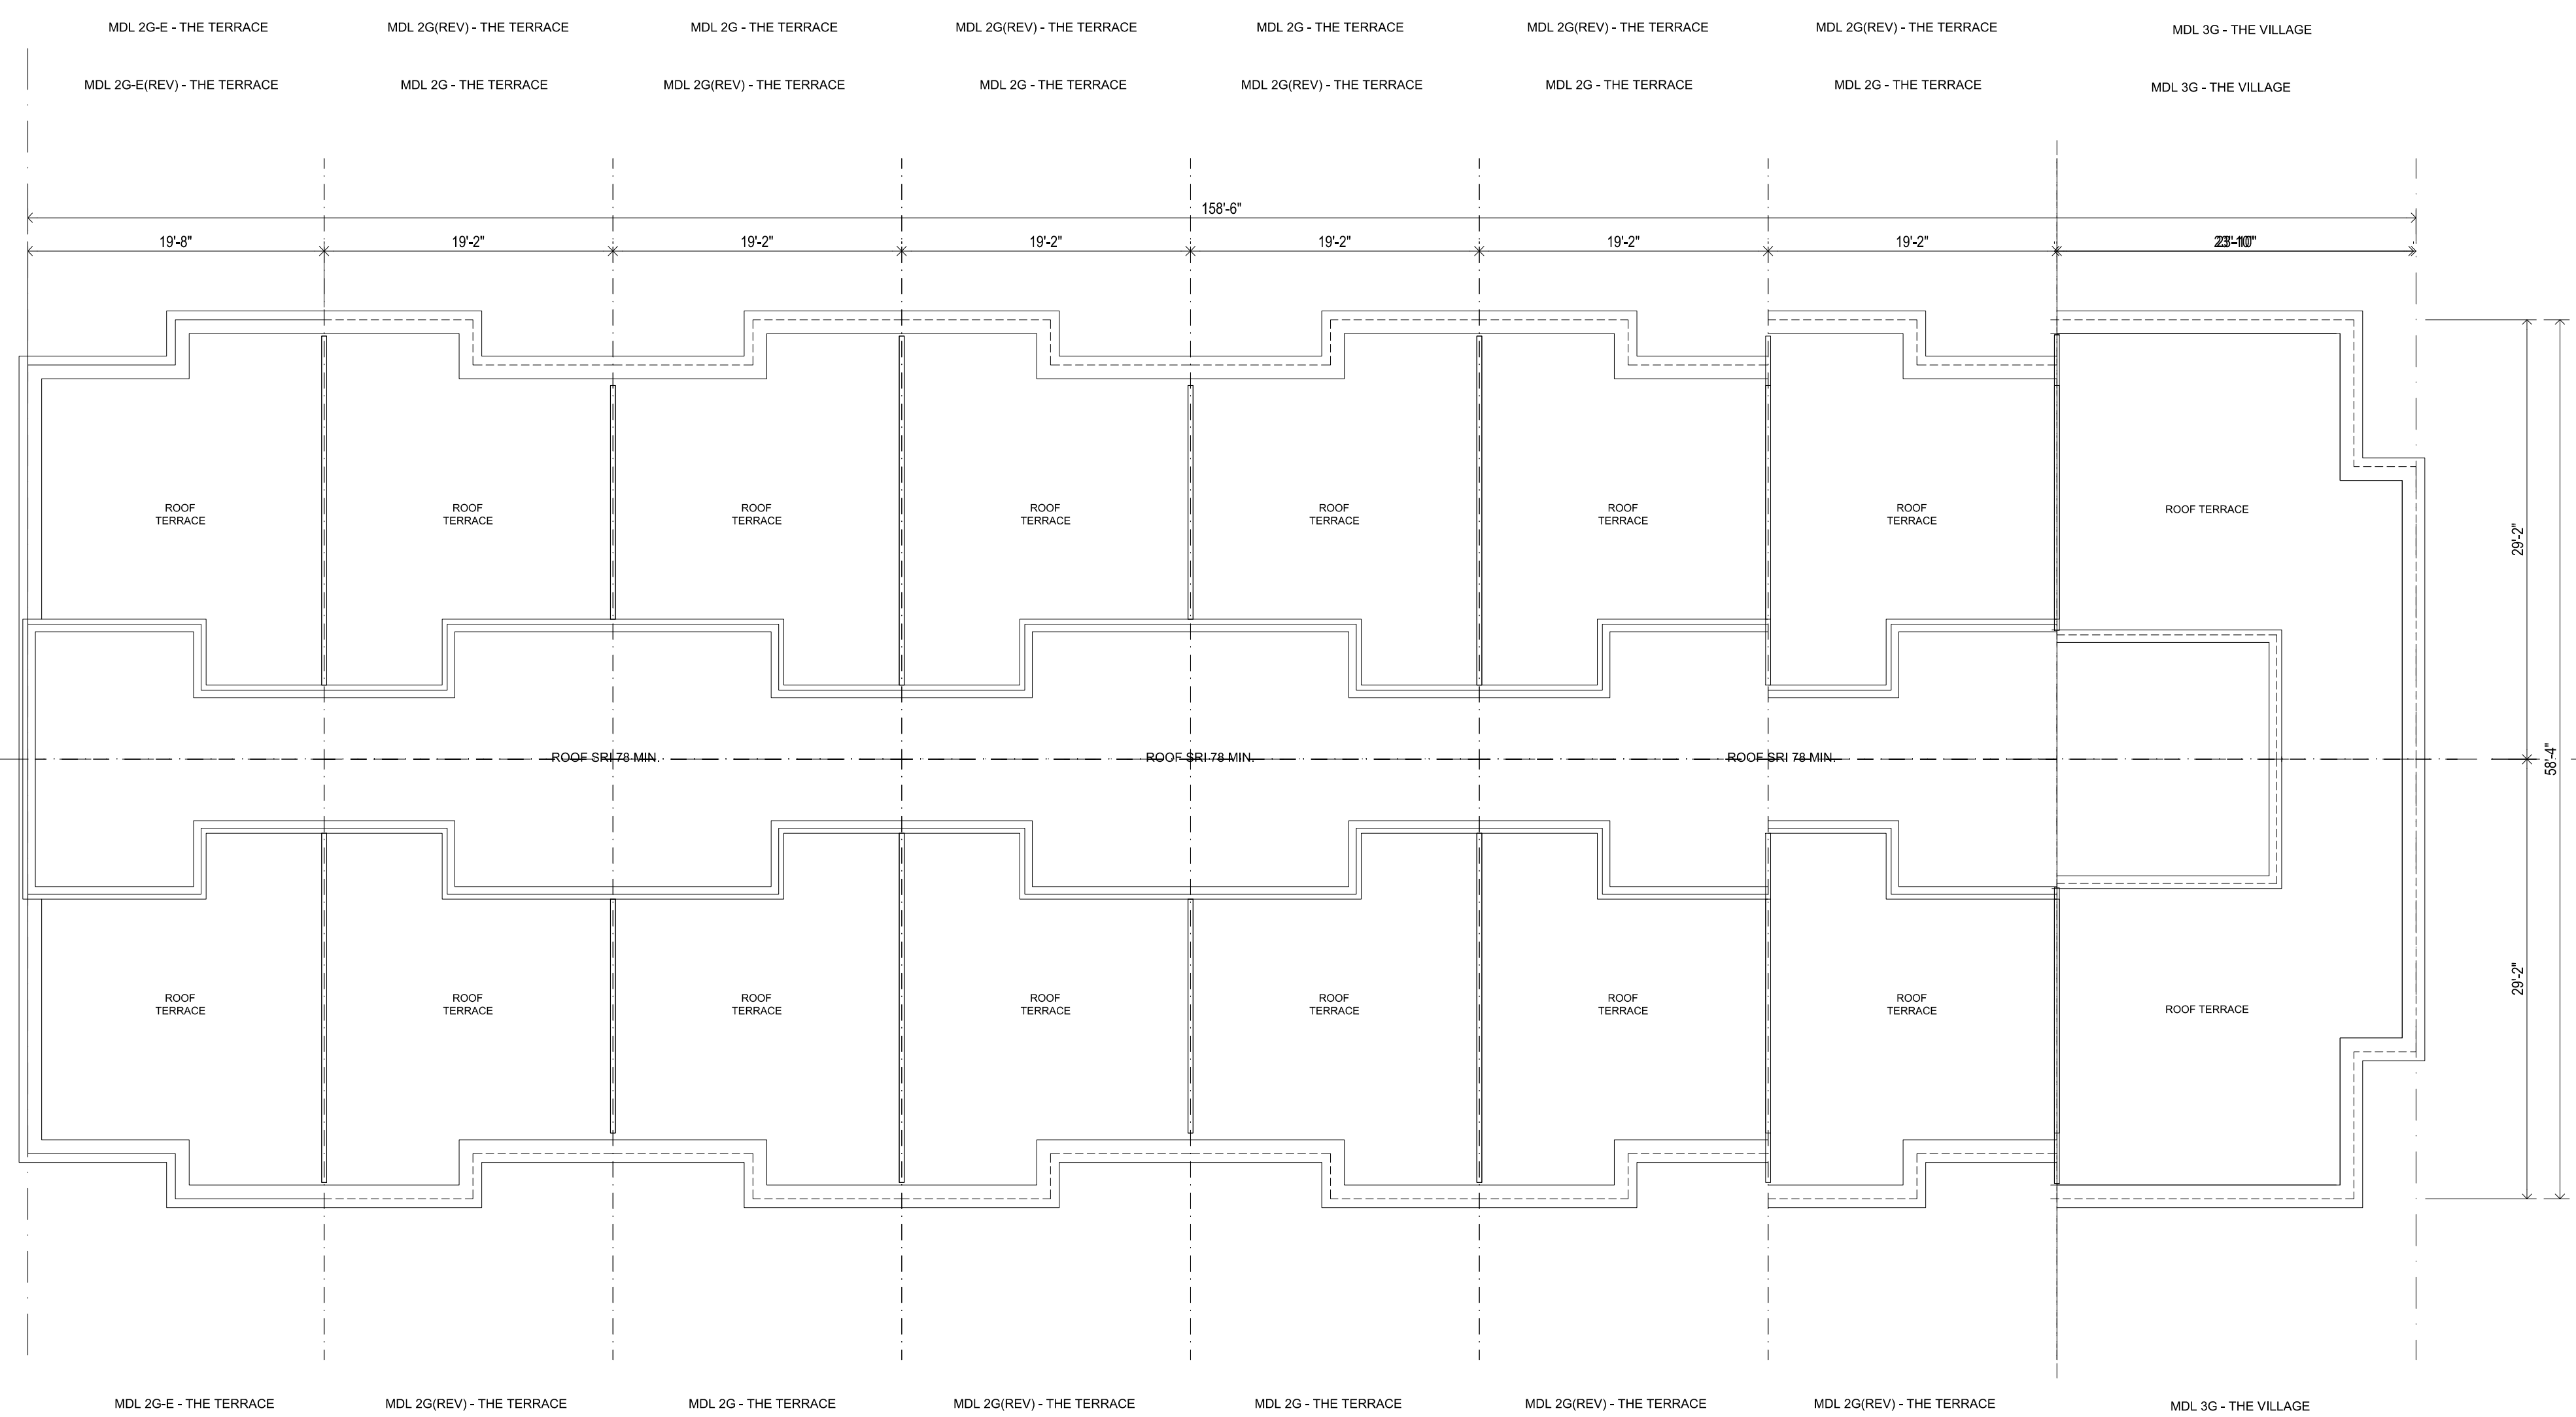 MDL 2G-E - THE TERRACE
MDL 2G(REV) - THE TERRACE
MDL 2G - THE TERRACE
MDL 2G(REV) - THE TERRACE
MDL 2G - THE TERRACE
MDL 2G(REV) - THE TERRACE
MDL 2G(REV) - THE TERRACE
MDL 3G - THE VILLAGE
MDL 2G-E(REV) - THE TERRACE
MDL 2G - THE TERRACE
MDL 2G(REV) - THE TERRACE
MDL 2G - THE TERRACE
MDL 2G(REV) - THE TERRACE
MDL 2G - THE TERRACE
MDL 2G - THE TERRACE
MDL 3G - THE VILLAGE
158'-6"
19'-8"
19'-2"
19'-2"
19'-2"
19'-2"
19'-2"
19'-2"
ROOF
TERRACE
ROOF
TERRACE
ROOF
TERRACE
ROOF
TERRACE
ROOF
TERRACE
ROOF
TERRACE
ROOF
TERRACE
ROOF TERRACE
29'-2"
ROOF SRI 78 MIN.
ROOF SRI 78 MIN.
ROOF SRI 78 MIN.
58'-4"
ROOF
TERRACE
ROOF
TERRACE
ROOF
TERRACE
ROOF
TERRACE
ROOF
TERRACE
ROOF
TERRACE
ROOF
TERRACE
ROOF TERRACE
29'-2"
MDL 2G-E - THE TERRACE
MDL 2G(REV) - THE TERRACE
MDL 2G - THE TERRACE
MDL 2G(REV) - THE TERRACE
MDL 2G - THE TERRACE
MDL 2G(REV) - THE TERRACE
MDL 2G(REV) - THE TERRACE
MDL 3G - THE VILLAGE